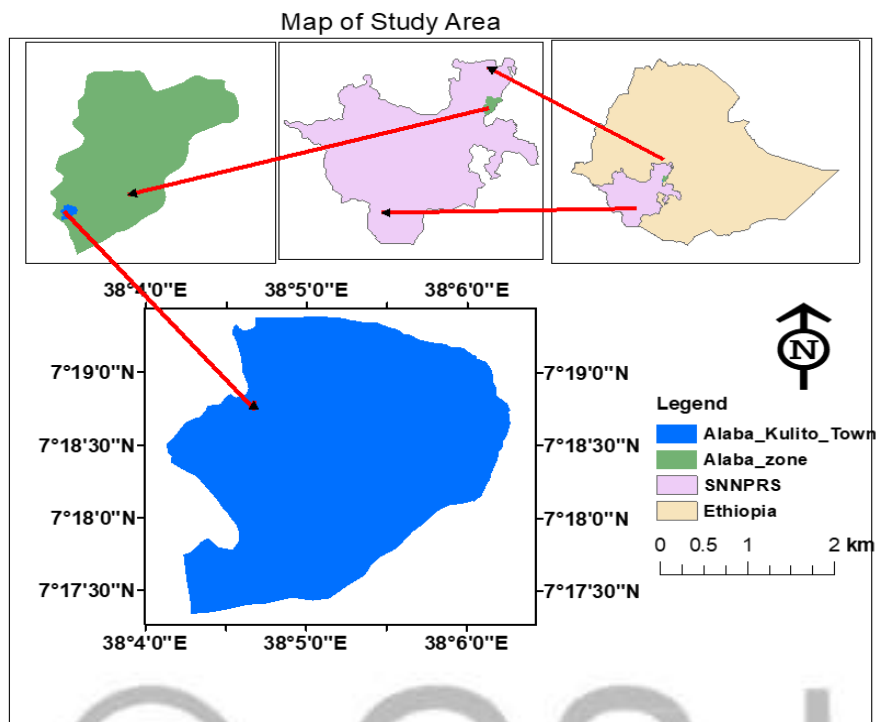 Map of Study Area
38°4'0"E 38°5'0"E 38°6'0"E
7°19'0"N 7°19'0"N
7°18'30"N 7°18'30"N
7°18'0"N 7°18'0"N
7°17'30"N 7°17'30"N
38°4'0"E 38°5'0"E 38°6'0"E
N
Legend
Alaba_Kulito_Town
Alaba_zone
SNNPRS
Ethiopia
0 0.5 1 2 km